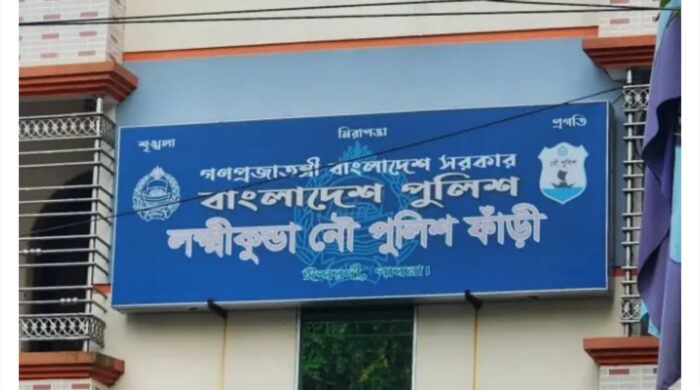 শৃঙ্খলা নিরাপত্তা প্রগতি
গণপ্রজাতন্ত্রী বাংলাদেশ সরকার
বাংলাদেশ পুলিশ
নৌ পুলিশ
লক্ষ্মীকুন্ডা নৌ পুলিশ ফাঁড়ী
ঈশ্বরদী, পাবনা।